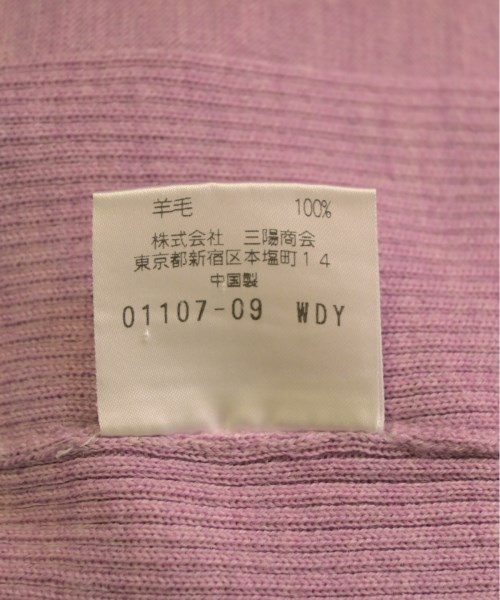 羊毛 100%
株式会社 三陽商会
東京都新宿区本塩町14
中国製
01107-09 WDY